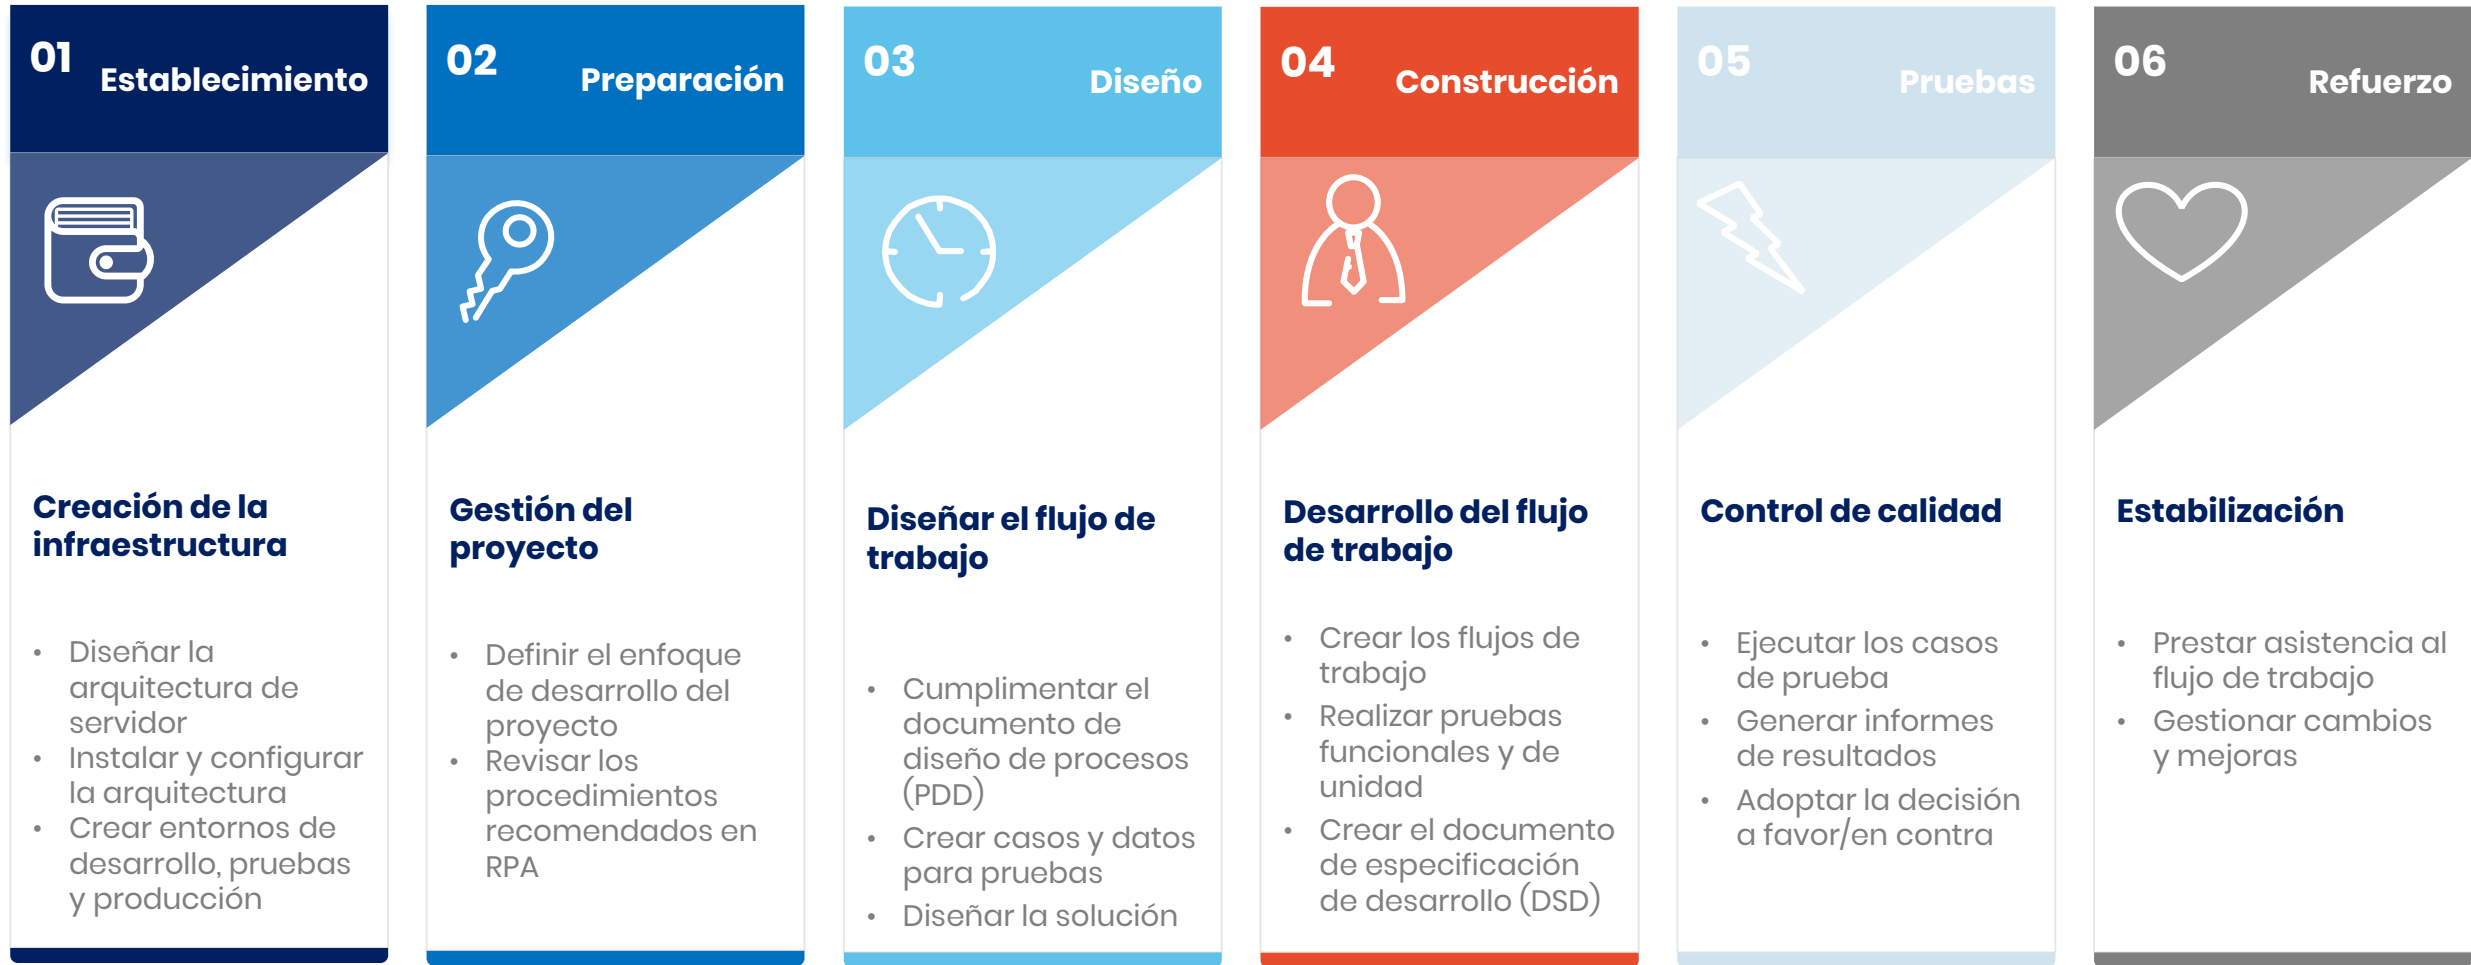 01
Establecimiento
Creación de la
infraestructura
• Diseñar la
arquitectura de
servidor
• Instalar y configurar
la arquitectura
• Crear entornos de
desarrollo, pruebas
y producción
02
Preparación
Gestión del
proyecto
• Definir el enfoque
de desarrollo del
proyecto
• Revisar los
procedimientos
recomendados en
RPA
03
Diseño
Diseñar el flujo de
trabajo
• Cumplimentar el
documento de
diseño de procesos
(PDD)
• Crear casos y datos
para pruebas
• Diseñar la solución
04
Construcción
Desarrollo del flujo
de trabajo
• Crear los flujos de
trabajo
• Realizar pruebas
funcionales y de
unidad
• Crear el documento
de especificación
de desarrollo (DSD)
05
Pruebas
Control de calidad
• Ejecutar los casos
de prueba
• Generar informes
de resultados
• Adoptar la decisión
a favor/en contra
06
Refuerzo
Estabilización
• Prestar asistencia al
flujo de trabajo
• Gestionar cambios
y mejoras